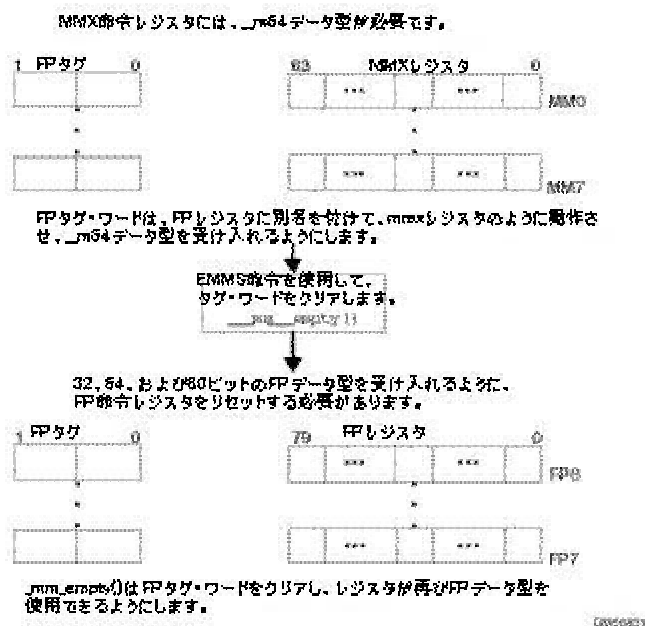 MMX命令レジスタには、__m64データ型が必要です。
1 FPタグ 0
63 MMXレジスタ 0
*** ***
MM0
*** ***
MM7
FPタグ・ワードは、FPレジスタに別名を付けて、mmxレジスタのように動作さ
せ、__m64データ型を受け入れるようにします。
EMMS命令を使用して、
タグ・ワードをクリアします。
32、64、および80ビットのFPデータ型を受け入れるように、
FP命令レジスタをリセットする必要があります。
1 FPタグ 0
79 FPレジスタ 0
*** ***
*** ***
FP7
_mm_empty()はFPタグ・ワードをクリアし、レジスタが再びFPデータ型を
使用できるようにします。